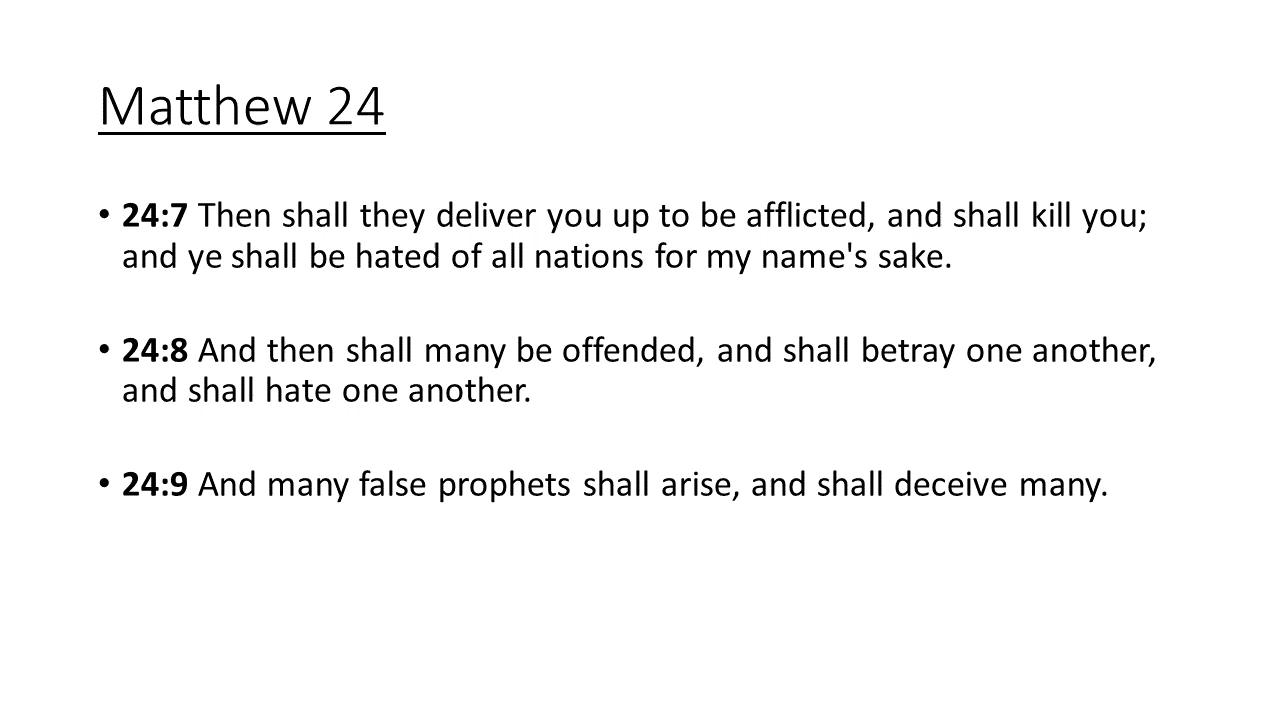 Matthew 24
• 24:7 Then shall they deliver you up to be afflicted, and shall kill you;
and ye shall be hated of all nations for my name's sake.
• 24:8 And then shall many be offended, and shall betray one another,
and shall hate one another.
• 24:9 And many false prophets shall arise, and shall deceive many.